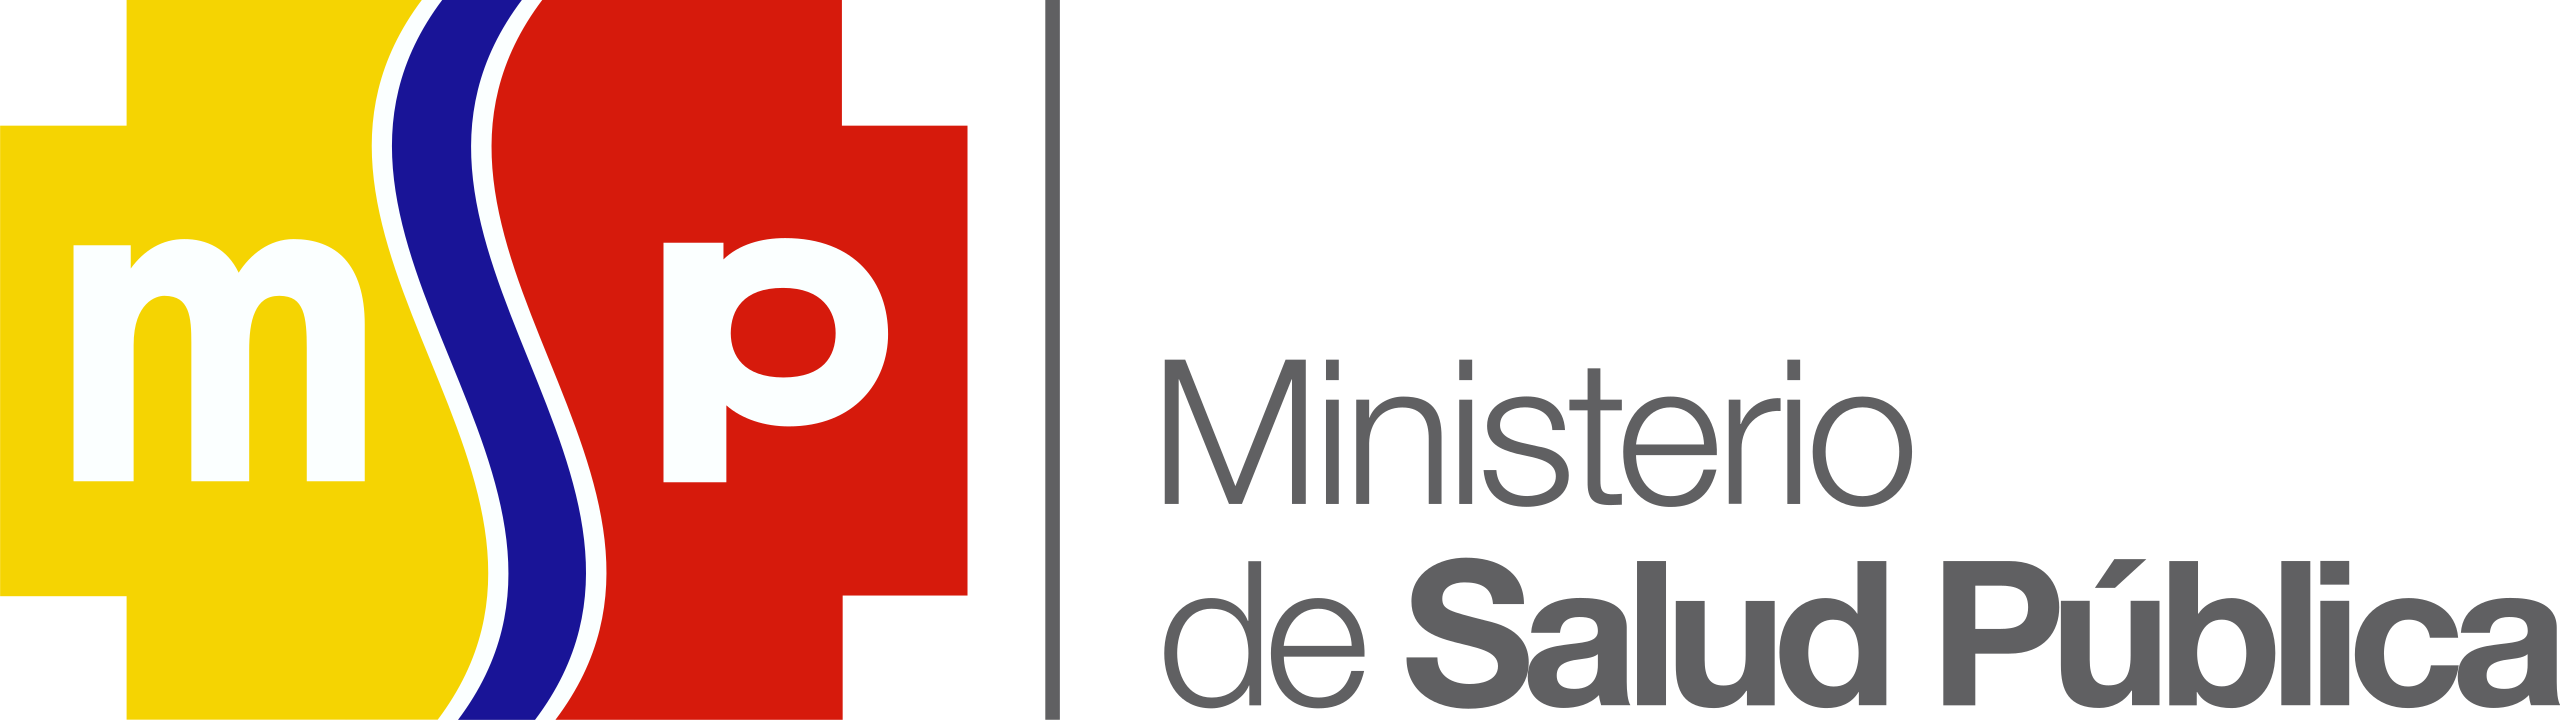 msp
Ministerio
de Salud Pública